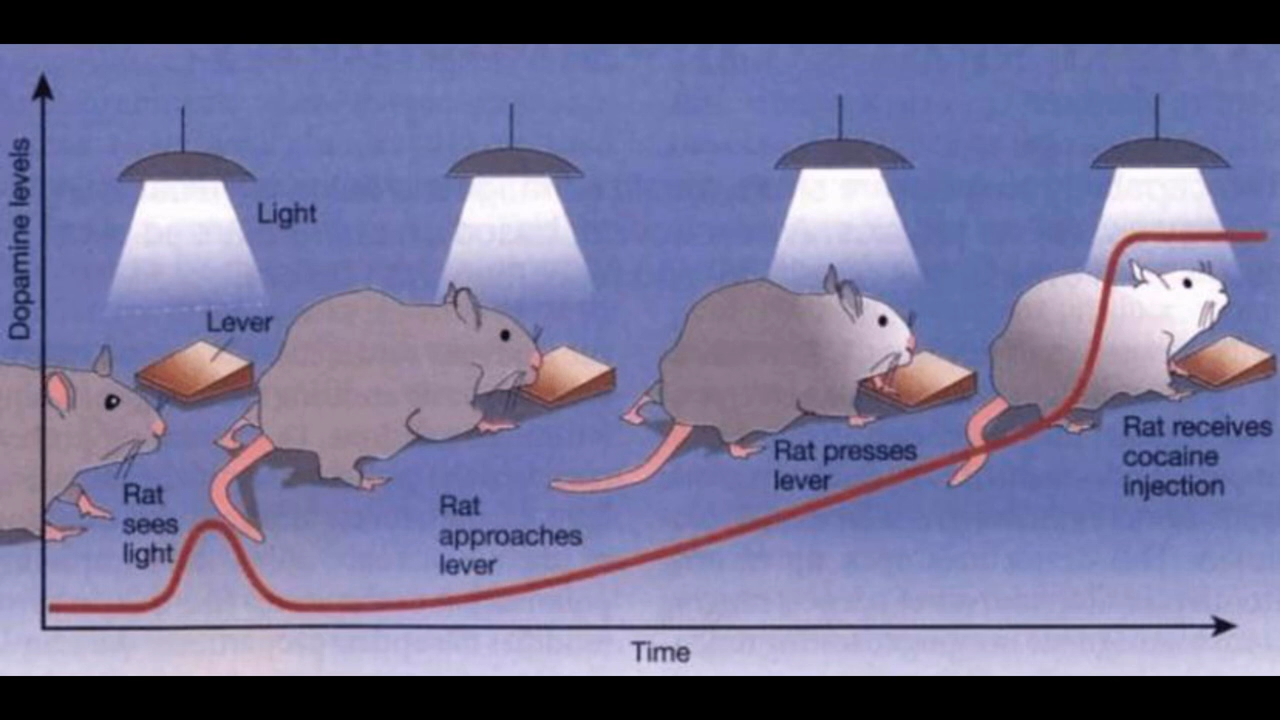 Dopamine levels
Light
Lever
Rat
sees
light
Rat
approaches
lever
Rat presses
lever
Rat receives
cocaine
injection
Time